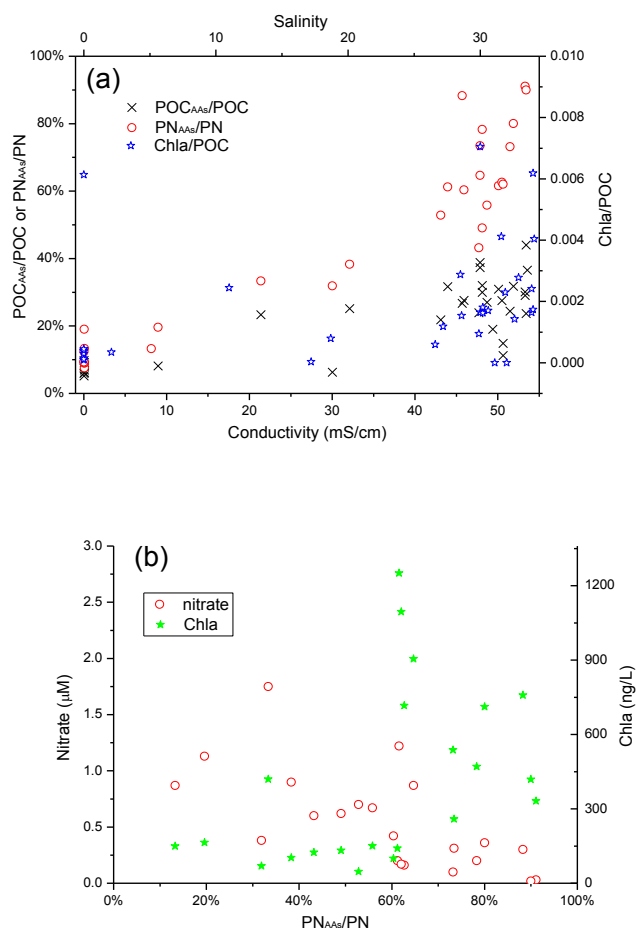 Salinity
0 10 20 30
100% 0.010
(a)
POCAAs/POC
PNAAs/PN
Chla/POC
80% 0.008
60% 0.006
40% 0.004
20% 0.002
0% 0.000
POCAAs/POC or PNAAs/PN
Chla/POC
0 10 20 30 40 50
Conductivity (mS/cm)
(b)
nitrate
Chla
3.0
2.5 1200
2.0 900
1.5
1.0 600
0.5 300
0.0 0
Nitrate (μM)
Chla (ng/L)
0% 20% 40% 60% 80% 100%
PNAAs/PN